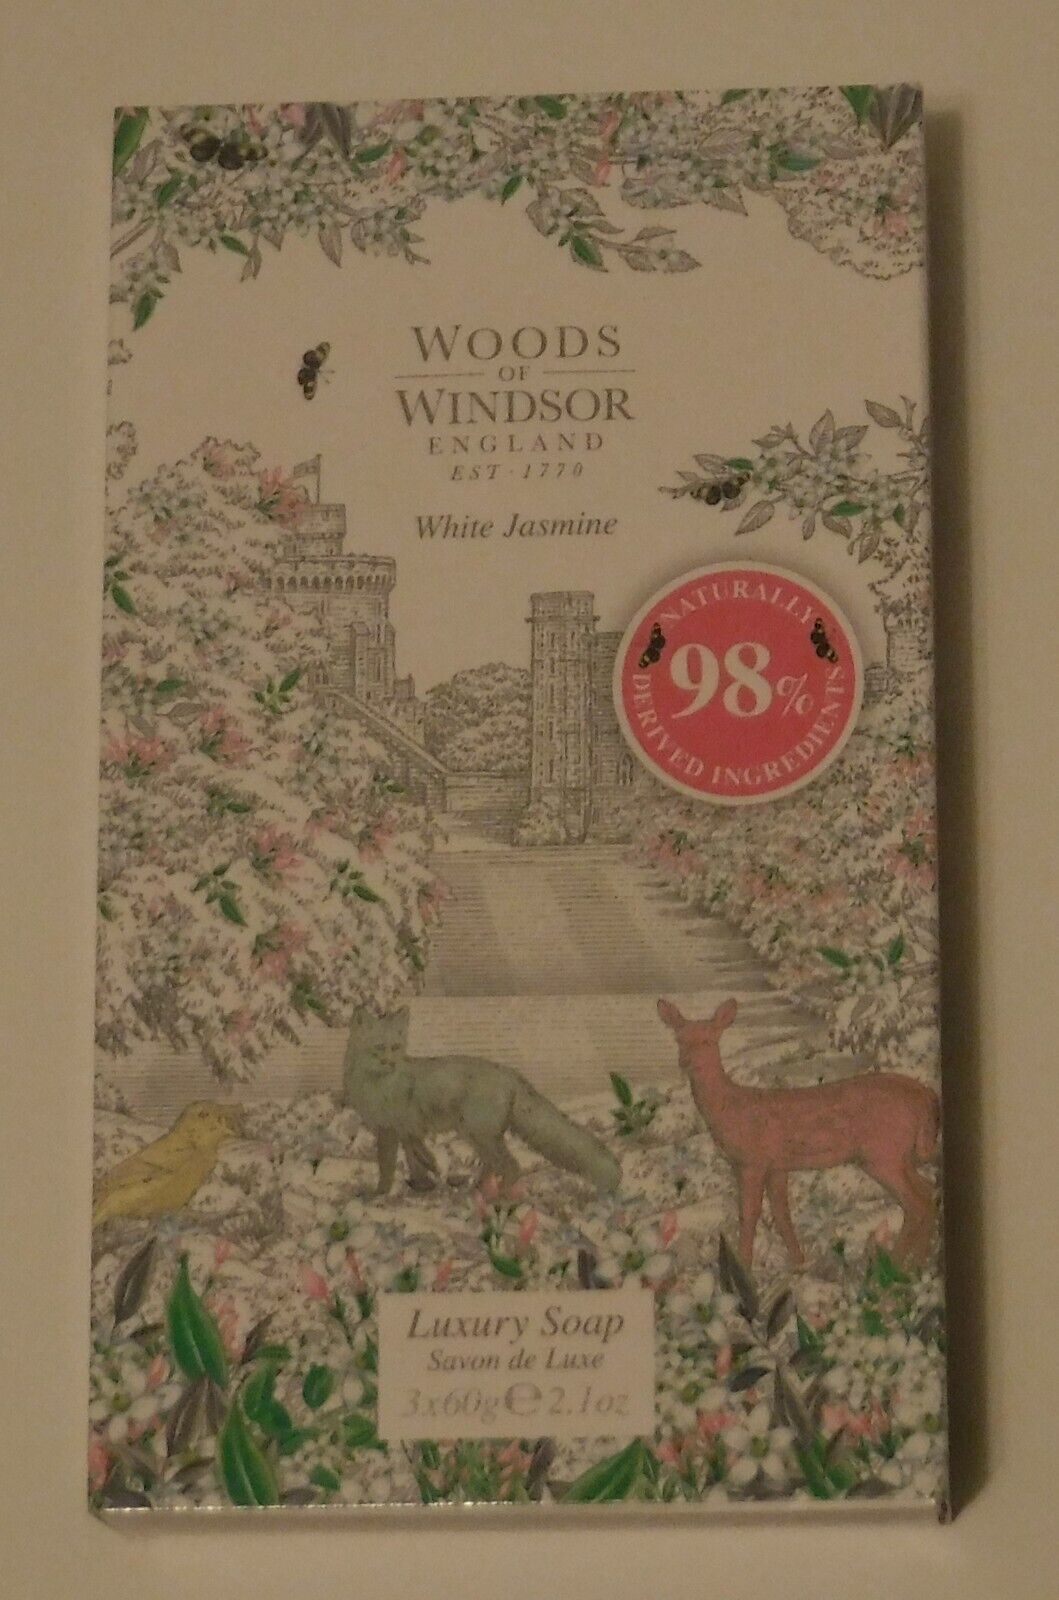 WOODS
OF
WINDSOR
ENGLAND
EST·1770
White Jasmine
NATURALLY
98%
DERIVED INGREDIENTS
Luxury Soap
Savon de Luxe
3x60g℮2.1oz